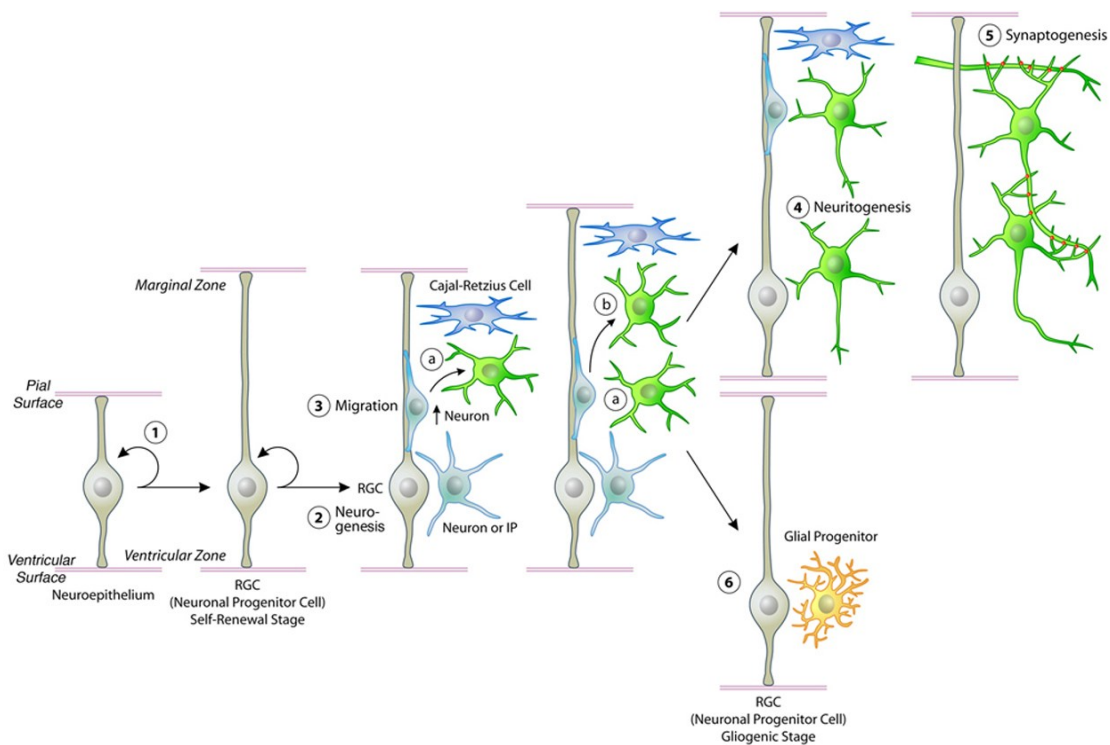 5 Synaptogenesis
4 Neuritogenesis
b
Marginal Zone
Cajal-Retzius Cell
a
Pial
Surface
3 Migration
Neuron
a
1
RGC
2 Neuro-
genesis
Neuron or IP
Ventricular
Surface
Ventricular Zone
Neuroepithelium
RGC
(Neuronal Progenitor Cell)
Self-Renewal Stage
Glial Progenitor
6
RGC
(Neuronal Progenitor Cell)
Gliogenic Stage